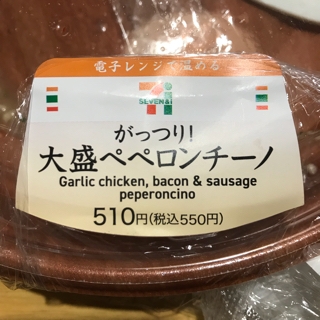 電子レンジで温める
SEVEN&i
がっつり!
大盛ペペロンチーノ
Garlic chicken, bacon & sausage
peperoncino
510円(税込550円)